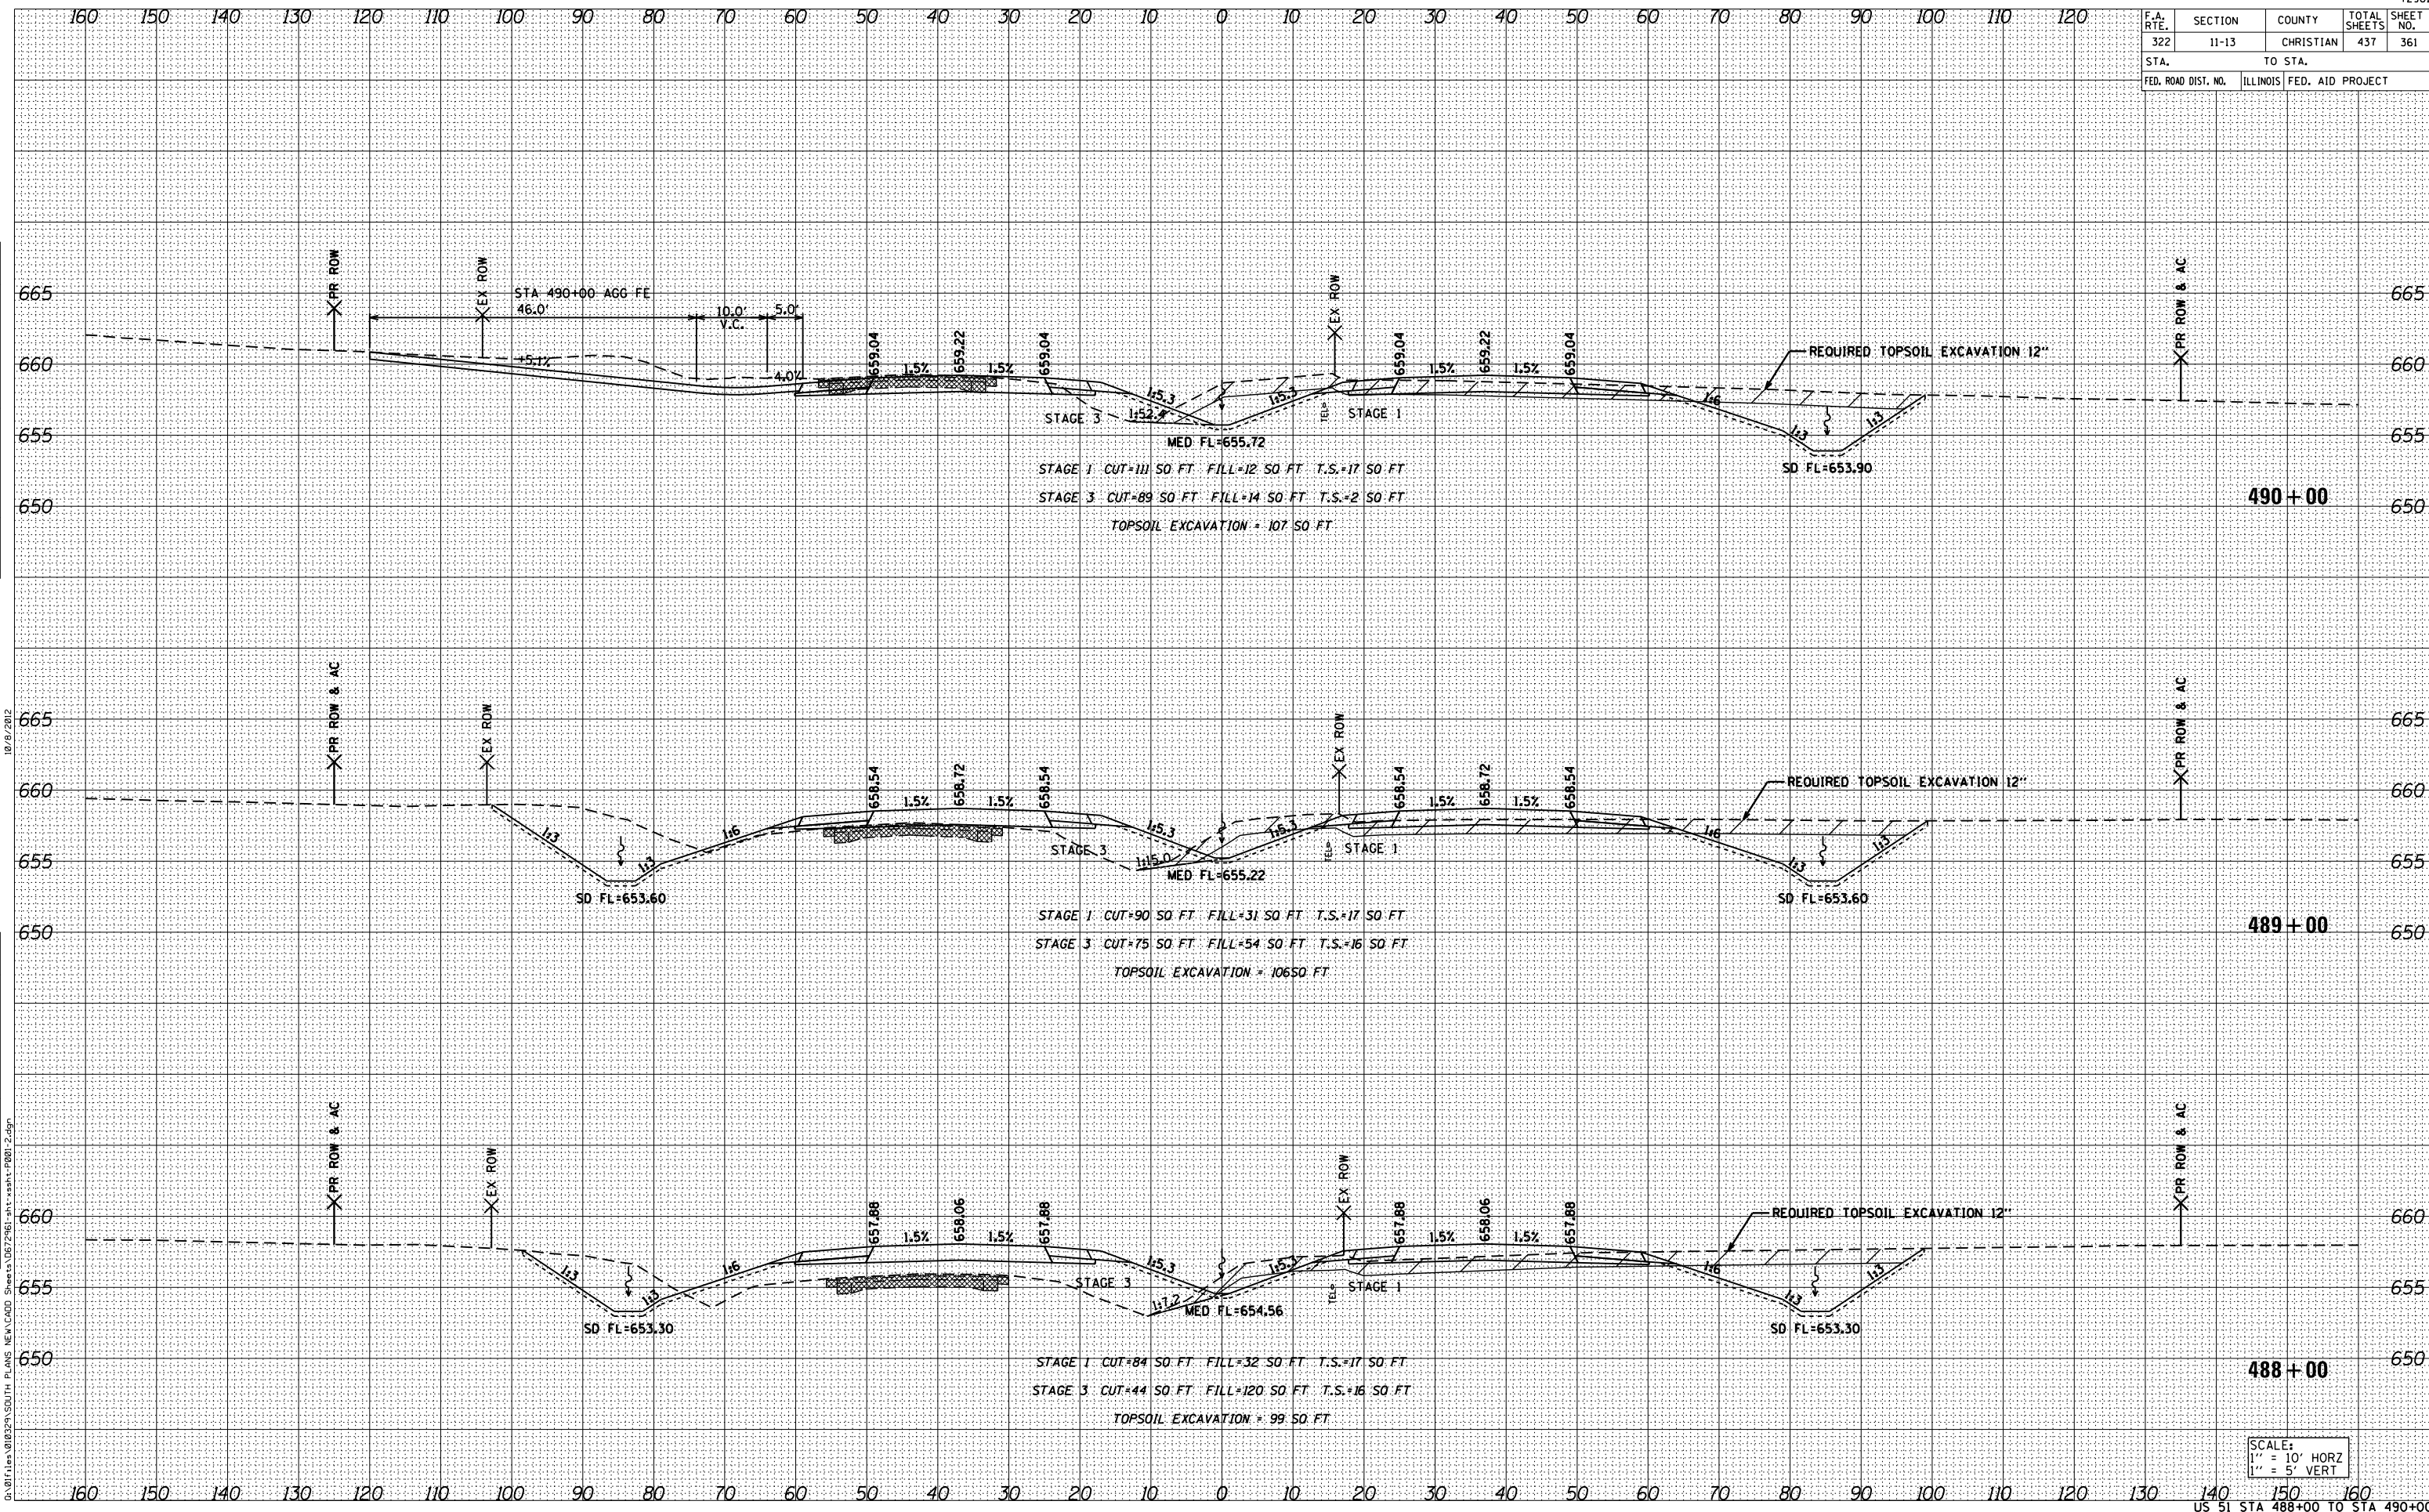 160 150 140 130 120 110 100 90 80 70 60 50 40 30 20 10 0 10 20 30 40 50 60 70 80 90 100 110 120
F.A. RTE. SECTION COUNTY TOTAL SHEETS SHEET NO.
322 11-13 CHRISTIAN 437 361
STA. TO STA.
FED. ROAD DIST. NO. ILLINOIS FED. AID PROJECT
PR ROW
EX ROW
EX ROW
PR ROW & AC
665 STA 490+00 AGG FE 665
46.0' 10.0' 5.0'
V.C.
659.04 659.22 659.04 659.04 659.22 659.04
REQUIRED TOPSOIL EXCAVATION 12"
660 +5.1% 4.0% 1.5% 1.5% 1.5% 1.5% 660
1:5.3 1:5.3 1:6
STAGE 3 1:52.4 TEL STAGE 1 1:3
655 1:3 655
MED FL=655.72
STAGE 1 CUT=111 SQ FT FILL=12 SQ FT T.S.=17 SQ FT SD FL=653.90
STAGE 3 CUT=89 SQ FT FILL=14 SQ FT T.S.=2 SQ FT
650 490+00 650
TOPSOIL EXCAVATION = 107 SQ FT
PR ROW & AC
EX ROW
EX ROW
PR ROW & AC
665 665
658.54 658.72 658.54 658.54 658.72 658.54
REQUIRED TOPSOIL EXCAVATION 12"
660 1.5% 1.5% 1.5% 1.5% 660
1:3 1:6 1:5.3 1:5.3 1:6 1:3
STAGE 3 TEL STAGE 1
655 1:3 1:15.0 1:3 655
MED FL=655.22
SD FL=653.60 SD FL=653.60
STAGE 1 CUT=90 SQ FT FILL=31 SQ FT T.S.=17 SQ FT
650 489+00 650
STAGE 3 CUT=75 SQ FT FILL=54 SQ FT T.S.=16 SQ FT
TOPSOIL EXCAVATION = 106SQ FT
PR ROW & AC
EX ROW
EX ROW
PR ROW & AC
660 657.88 658.06 657.88 657.88 658.06 657.88 660
REQUIRED TOPSOIL EXCAVATION 12"
1.5% 1.5% 1.5% 1.5%
1:3 1:6 1:5.3 1:5.3 1:6 1:3
655 STAGE 3 TEL STAGE 1 655
1:3 1:7.2 1:3
MED FL=654.56
SD FL=653.30 SD FL=653.30
650 650
STAGE 1 CUT=84 SQ FT FILL=32 SQ FT T.S.=17 SQ FT
488+00
STAGE 3 CUT=44 SQ FT FILL=120 SQ FT T.S.=16 SQ FT
TOPSOIL EXCAVATION = 99 SQ FT
SCALE:
1" = 10' HORZ
1" = 5' VERT
160 150 140 130 120 110 100 90 80 70 60 50 40 30 20 10 0 10 20 30 40 50 60 70 80 90 100 110 120 130 140 150 160
US 51 STA 488+00 TO STA 490+00
10/8/2012